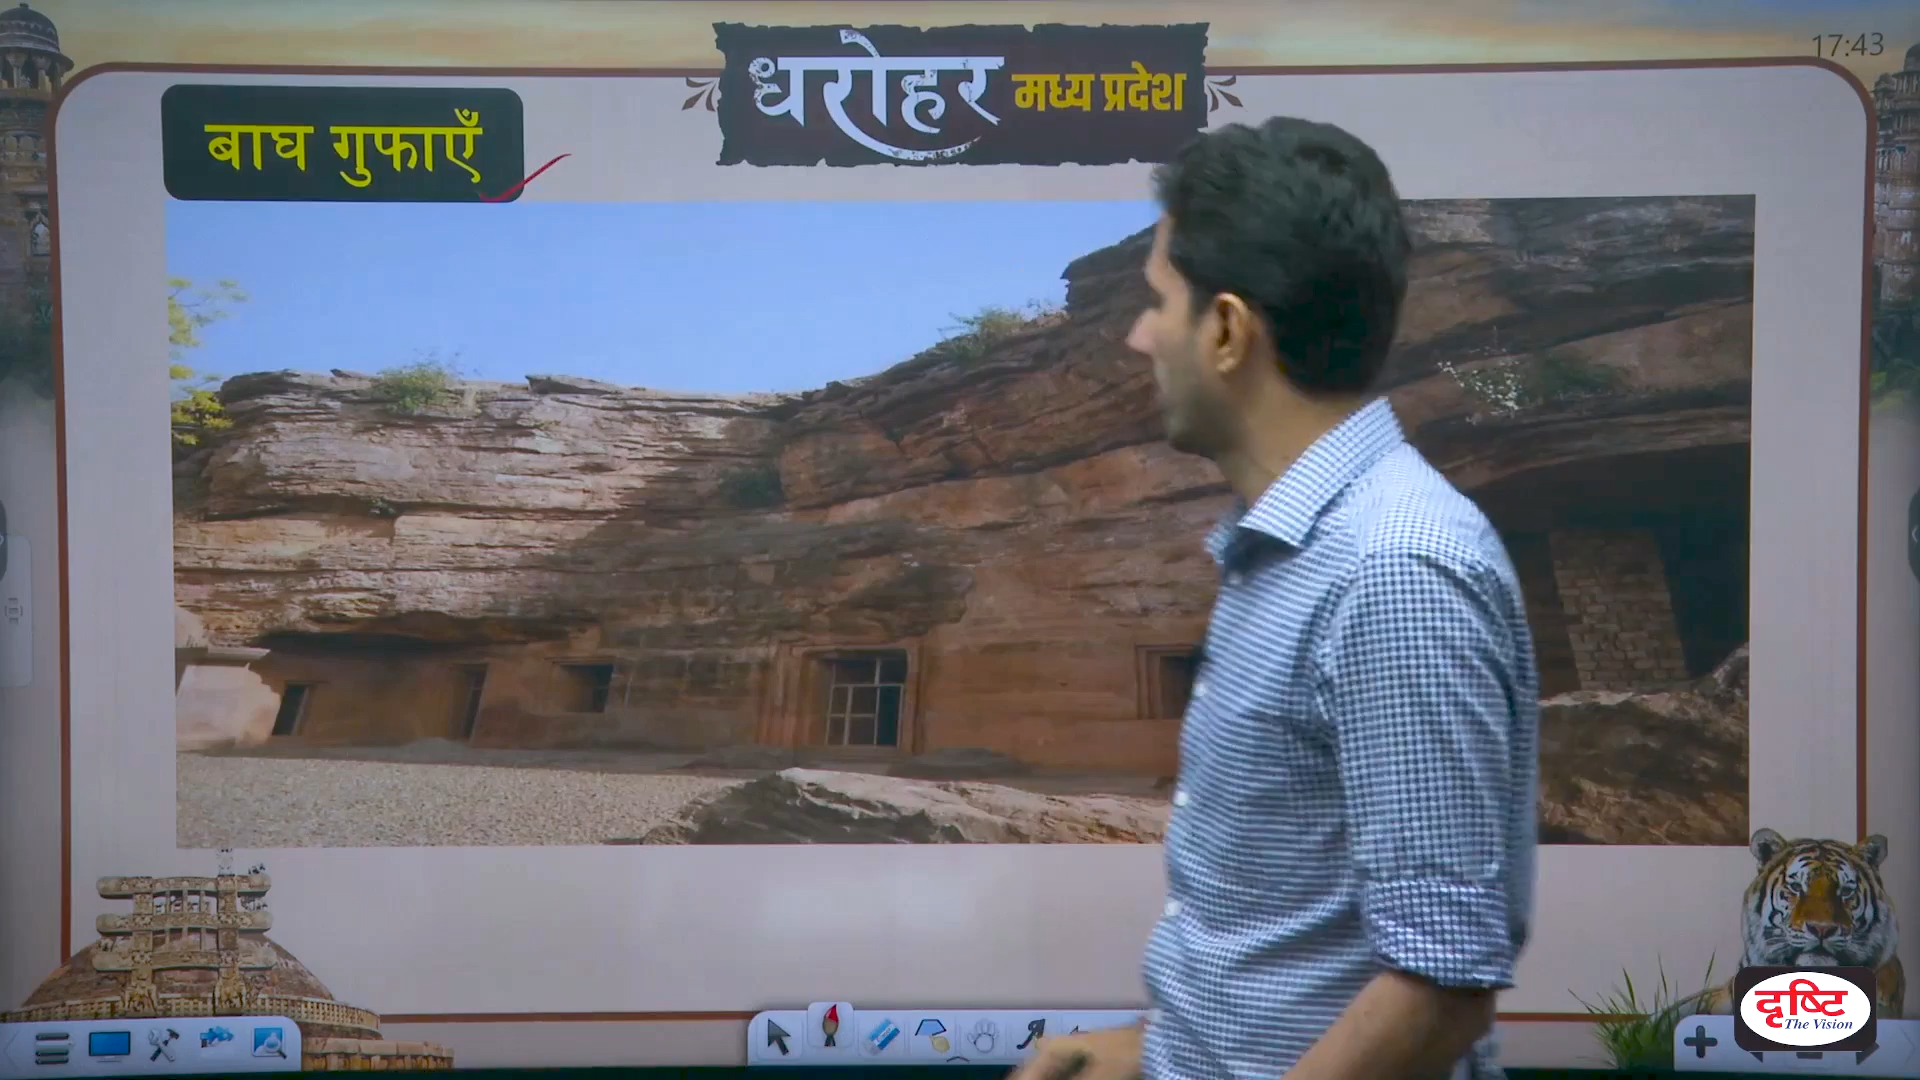 धरोहर मध्य प्रदेश
17:43
बाघ गुफाएँ
दृष्टि
The Vision